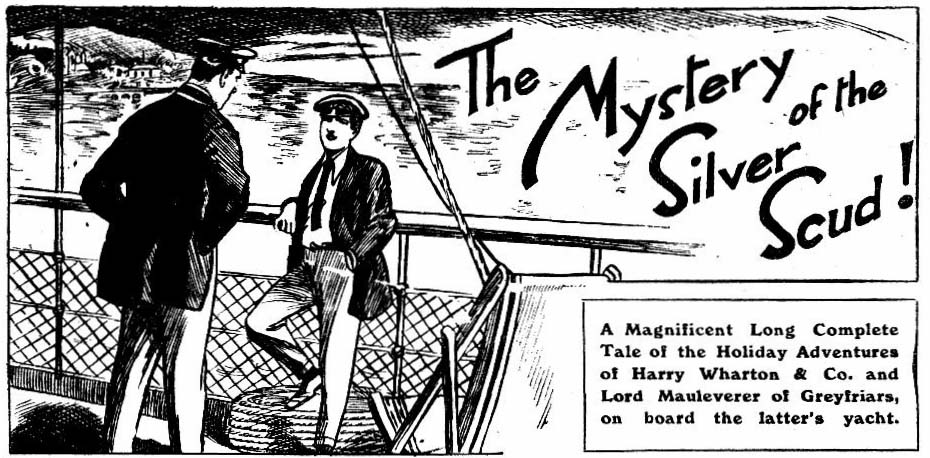 The Mystery
of the
Silver
Scud!
A Magnificent Long Complete
Tale of the Holiday Adventures
of Harry Wharton & Co. and
Lord Mauleverer of Greyfriars,
on board the latter's yacht.